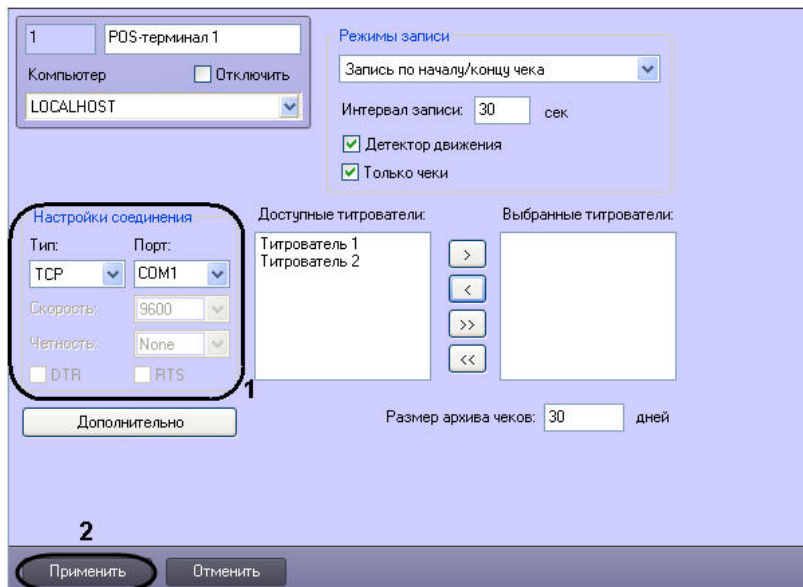 1 POS-терминал 1
Компьютер Отключить
LOCALHOST
Режимы записи
Запись по началу/концу чека
Интервал записи: 30 сек
Детектор движения
Только чеки
Настройки соединения
Тип: Порт:
TCP COM1
Скорость: 9600
Четность: None
DTR RTS
1
Дополнительно
Доступные титрователи:
Титрователь 1
Титрователь 2
>
<
>>
<<
Выбранные титрователи:
Размер архива чеков: 30 дней
2
Применить Отменить